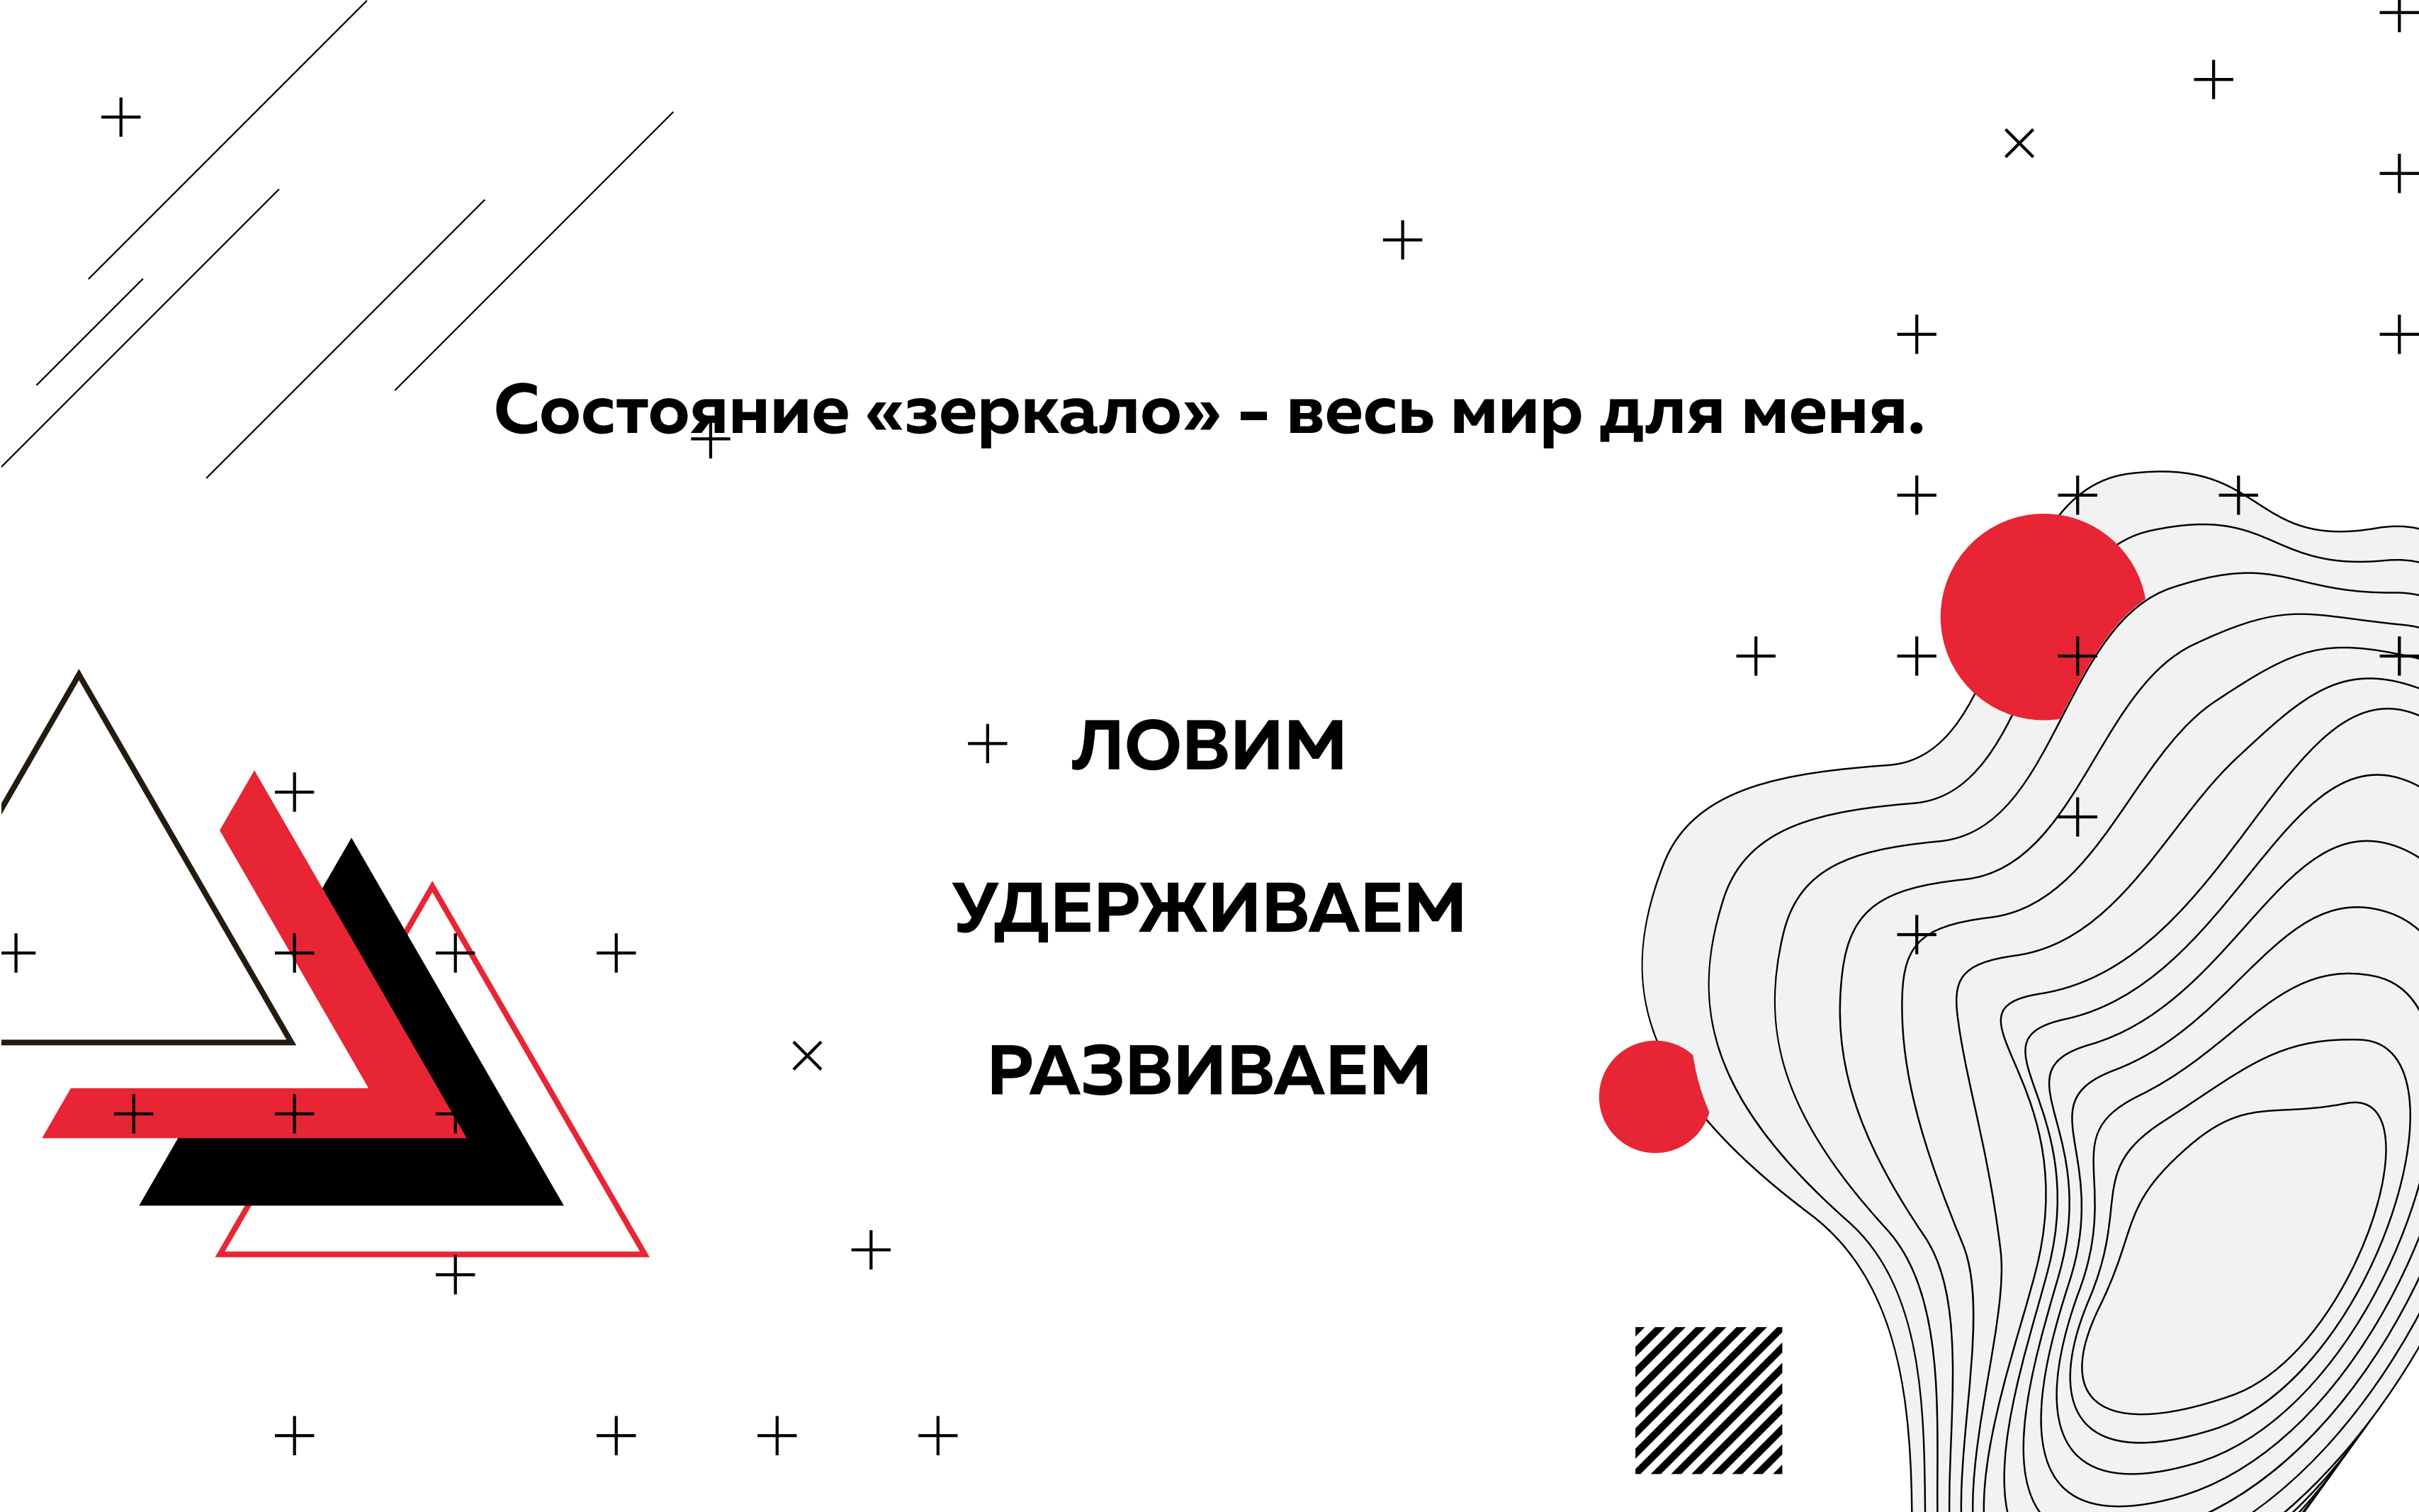 Состояние «зеркало» – весь мир для меня.
ЛОВИМ
УДЕРЖИВАЕМ
РАЗВИВАЕМ